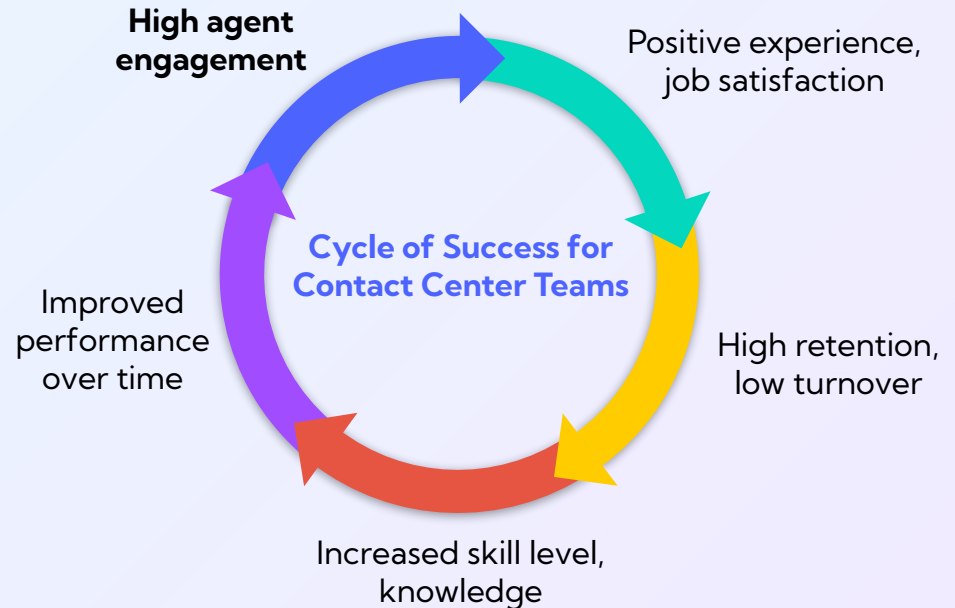 High agent
engagement
Positive experience,
job satisfaction
Cycle of Success for
Contact Center Teams
High retention,
low turnover
Increased skill level,
knowledge
Improved
performance
over time